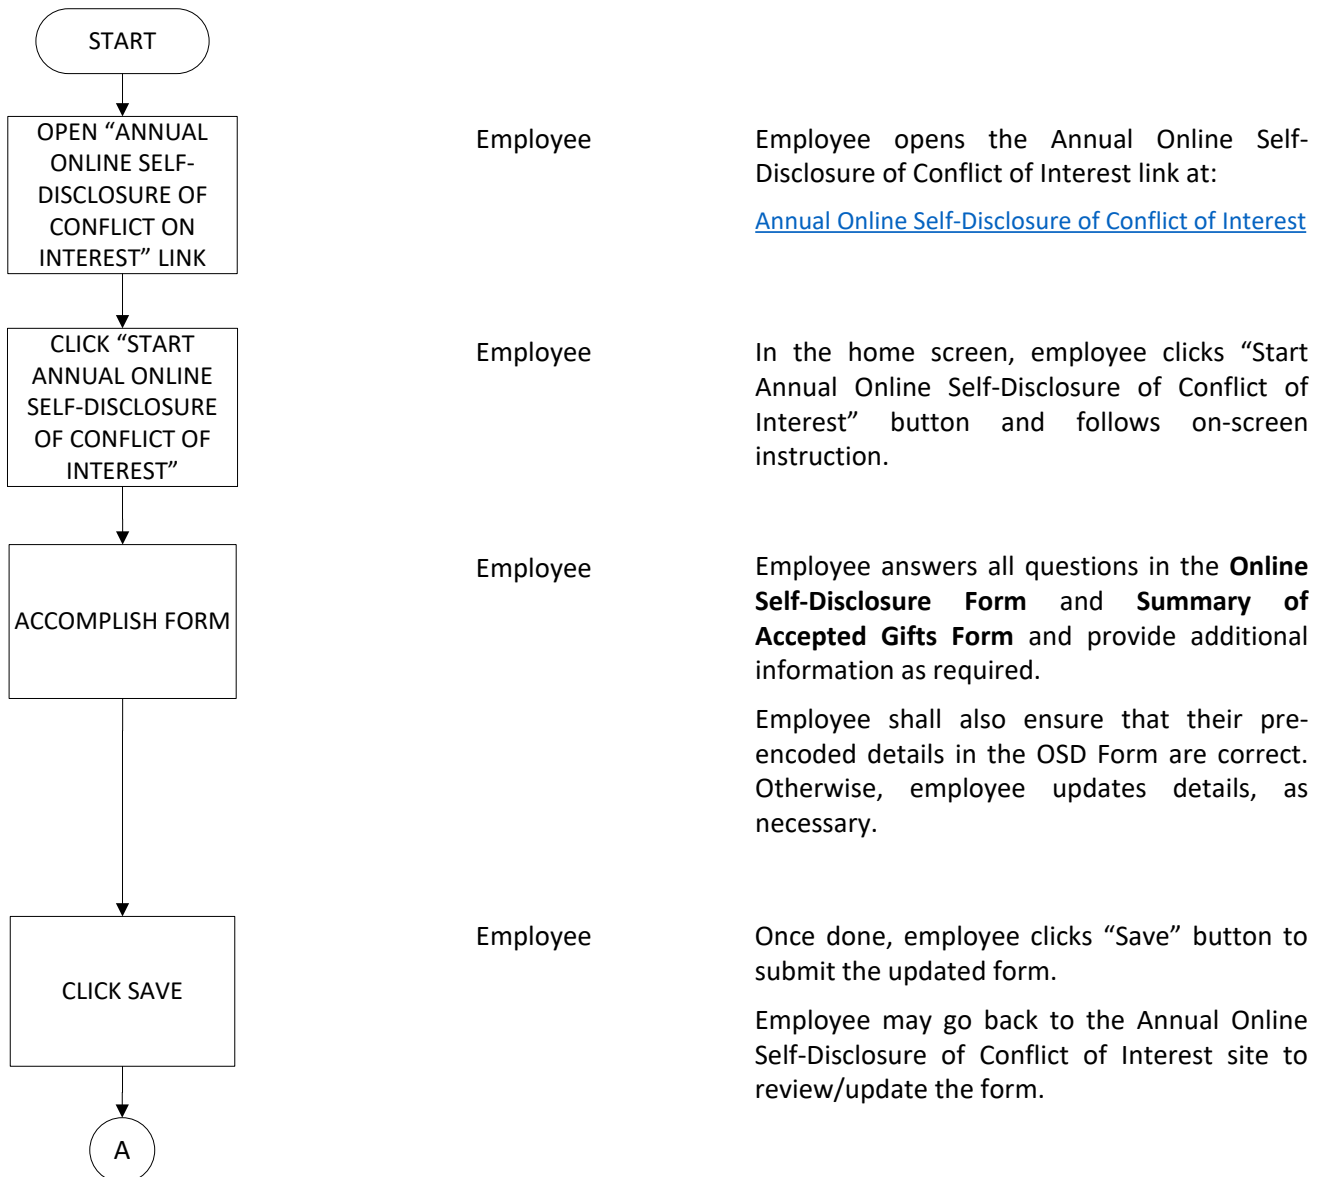 START
OPEN “ANNUAL
ONLINE SELF-
DISCLOSURE OF
CONFLICT ON
INTEREST” LINK
Employee
Employee opens the Annual Online Self-
Disclosure of Conflict of Interest link at:
Annual Online Self-Disclosure of Conflict of Interest
CLICK “START
ANNUAL ONLINE
SELF-DISCLOSURE
OF CONFLICT OF
INTEREST”
Employee
In the home screen, employee clicks “Start
Annual Online Self-Disclosure of Conflict of
Interest” button and follows on-screen
instruction.
ACCOMPLISH FORM
Employee
Employee answers all questions in the Online
Self-Disclosure Form and Summary of
Accepted Gifts Form and provide additional
information as required.
Employee shall also ensure that their pre-
encoded details in the OSD Form are correct.
Otherwise, employee updates details, as
necessary.
CLICK SAVE
Employee
Once done, employee clicks “Save” button to
submit the updated form.
Employee may go back to the Annual Online
Self-Disclosure of Conflict of Interest site to
review/update the form.
A